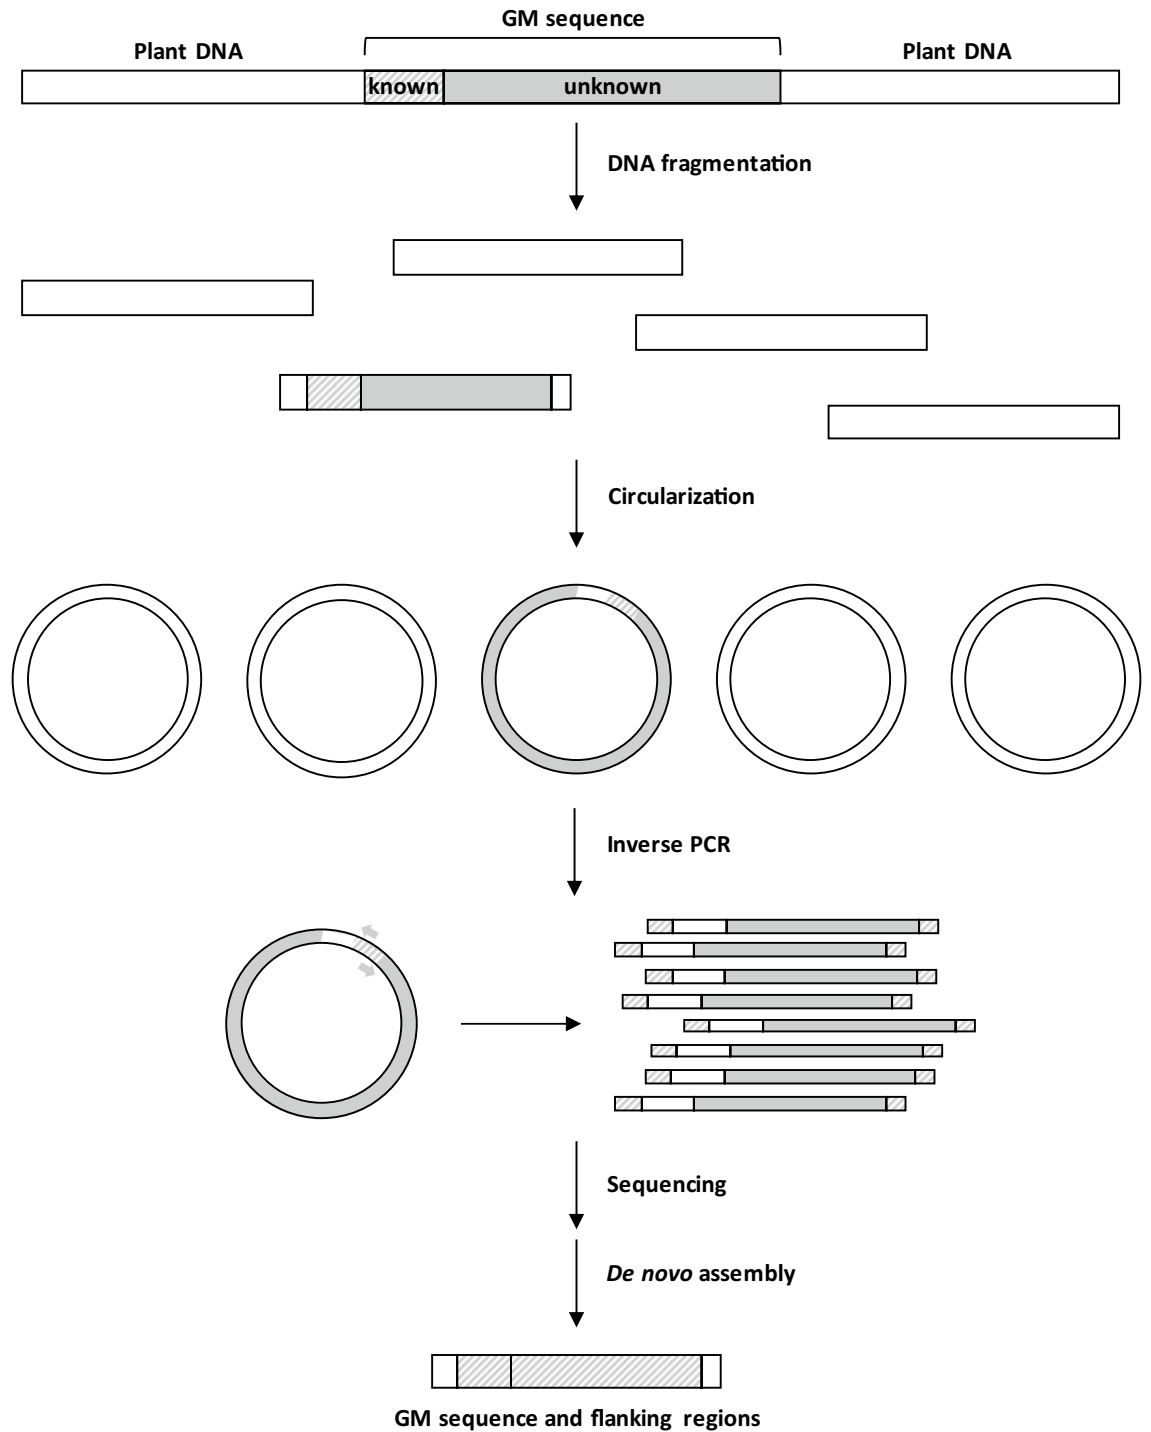 GM sequence
Plant DNA
Plant DNA
known
unknown
DNA fragmentation
Circularization
Inverse PCR
Sequencing
De novo assembly
GM sequence and flanking regions